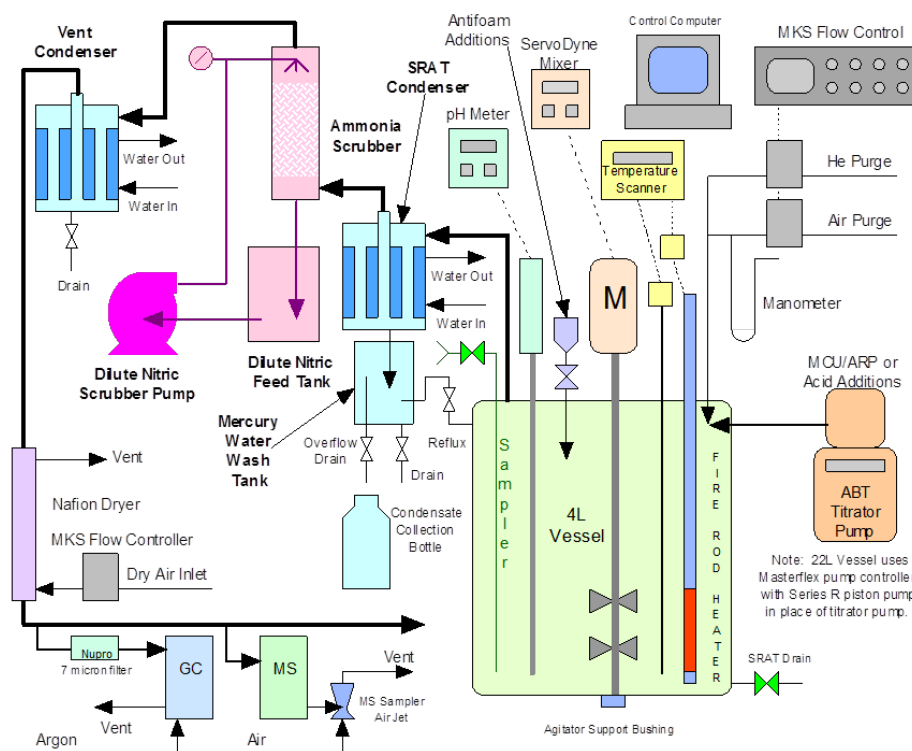 Vent
Condenser
Antifoam
Additions
ServoDyne
Mixer
Control Computer
MKS Flow Control
SRAT
Condenser
pH Meter
Ammonia
Scrubber
Temperature
Scanner
He Purge
Air Purge
Water Out
Water In
Drain
Water Out
Water In
M
Manometer
Dilute Nitric
Scrubber Pump
Dilute Nitric
Feed Tank
MCU/ARP or
Acid Additions
Mercury
Water
Wash
Tank
Overflow
Drain
Drain
Reflux
Sampler
4L
Vessel
FIRE ROD HEATER
ABT
Titrator
Pump
Vent
Nafion Dryer
MKS Flow Controller
Dry Air Inlet
Condensate
Collection
Bottle
Note: 22L Vessel uses
Masterflex pump controller
with Series R piston pump
in place of titrator pump.
Nupro
7 micron filter
GC
MS
Vent
MS Sampler
Air Jet
SRAT Drain
Vent
Argon
Air
Agitator Support Bushing